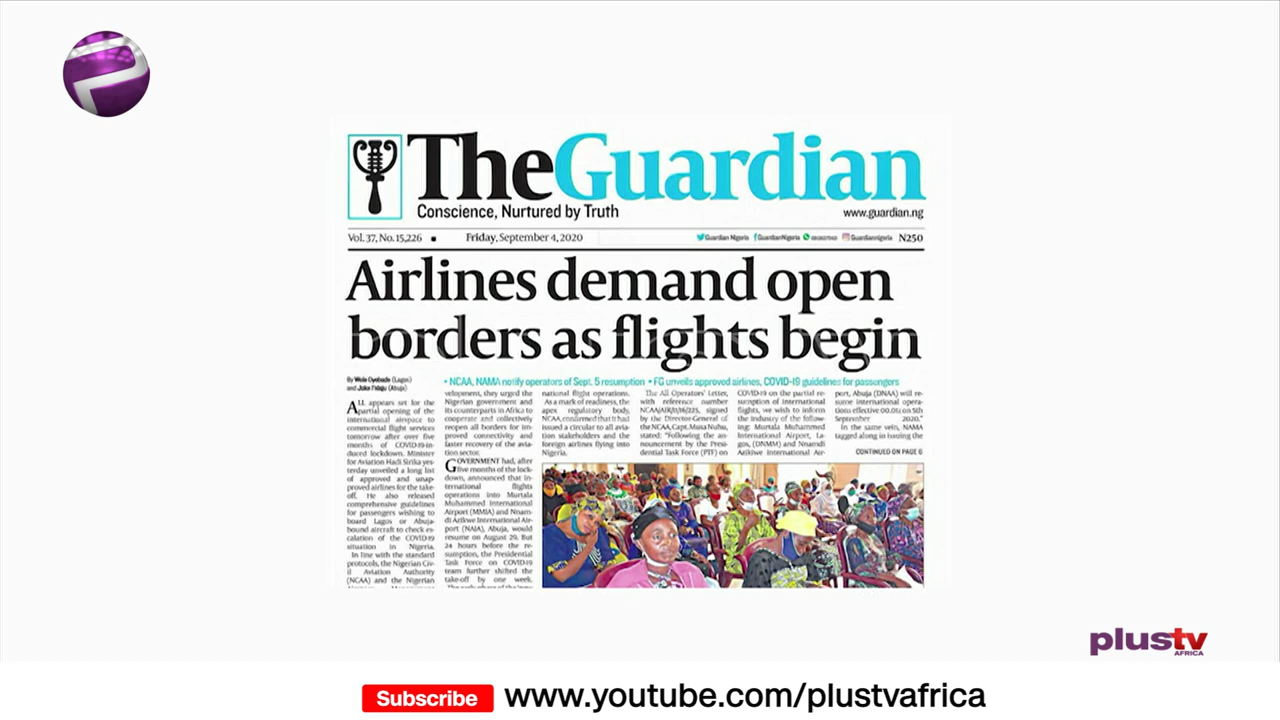 TheGuardian
Conscience, Nurtured by Truth
www.guardian.ng
Vol. 37, No. 15,226 ■ Friday, September 4, 2020
Guardian Nigeria GuardianNigeria Guardiannigeria N250
Airlines demand open
borders as flights begin
• NCAA, NAMA notify operators of Sept. 5 resumption • FG unveils approved airlines, COVID-19 guidelines for passengers
By Wole Oyebade (Lagos)
and (Abuja)
ALL appears set for the
partial opening of the
international airspace to
commercial flight services
tomorrow after over five
months of COVID-19-in-
duced lockdown. Minister
for Aviation Hadi Sirika yes-
terday unveiled a long list
of approved and unap-
proved airlines for the take-
off. He also released
comprehensive guidelines
for passengers wishing to
board Lagos or Abuja-
bound aircraft to check es-
calation of the COVID-19
situation in Nigeria.
In line with the standard
protocols, the Nigerian Civ-
il Aviation Authority
(NCAA) and the Nigerian
velopment, they urged the
Nigerian government and
its counterparts in Africa to
cooperate and collectively
reopen all borders for im-
proved connectivity and
faster recovery of the avia-
tion sector.
GOVERNMENT had, after
five months of the lock-
down, announced that in-
ternational flights
operations into Murtala
Muhammed International
Airport (MMIA) and Nnam-
di Azikiwe International Air-
port (NAIA), Abuja, would
resume on August 29. But
24 hours before the re-
sumption, the Presidential
Task Force on COVID-19
team further shifted the
take-off by one week.
national flight operations.
As a mark of readiness, the
apex regulatory body,
NCAA, confirmed that it had
issued a circular to all avia-
tion stakeholders and the
foreign airlines flying into
Nigeria.
The All Operators' Letter,
with reference number
NCAA/AIR/11/16/225, signed
by the Director-General of
the NCAA, Capt. Musa Nuhu,
stated: "Following the an-
nouncement by the Presi-
dential Task Force (PTF) on
COVID-19 on the partial re-
sumption of international
flights, we wish to inform
the industry of the follow-
ing: Murtala Muhammed
International Airport, La-
gos, (DNMM) and Nnamdi
Azikiwe International Air-
port, Abuja (DNAA) will re-
sume international opera-
tions effective 00.01z on 5th
September 2020."
In the same vein, NAMA
tagged along in issuing the
CONTINUED ON PAGE 6
plustv
AFRICA
Subscribe www.youtube.com/plustvafrica